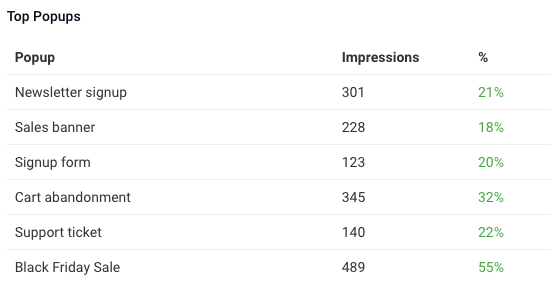 Top Popups
Popup Impressions %
Newsletter signup 301 21%
Sales banner 228 18%
Signup form 123 20%
Cart abandonment 345 32%
Support ticket 140 22%
Black Friday Sale 489 55%